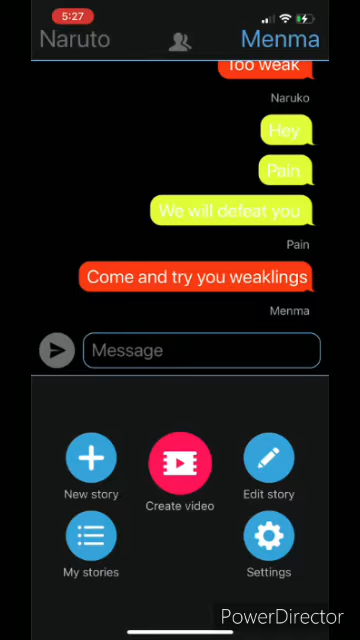 5:27
Naruto
Menma
Too weak
Naruko
Hey
Pain
We will defeat you
Pain
Come and try you weaklings
Menma
Message
New story
Create video
Edit story
My stories
Settings
PowerDirector